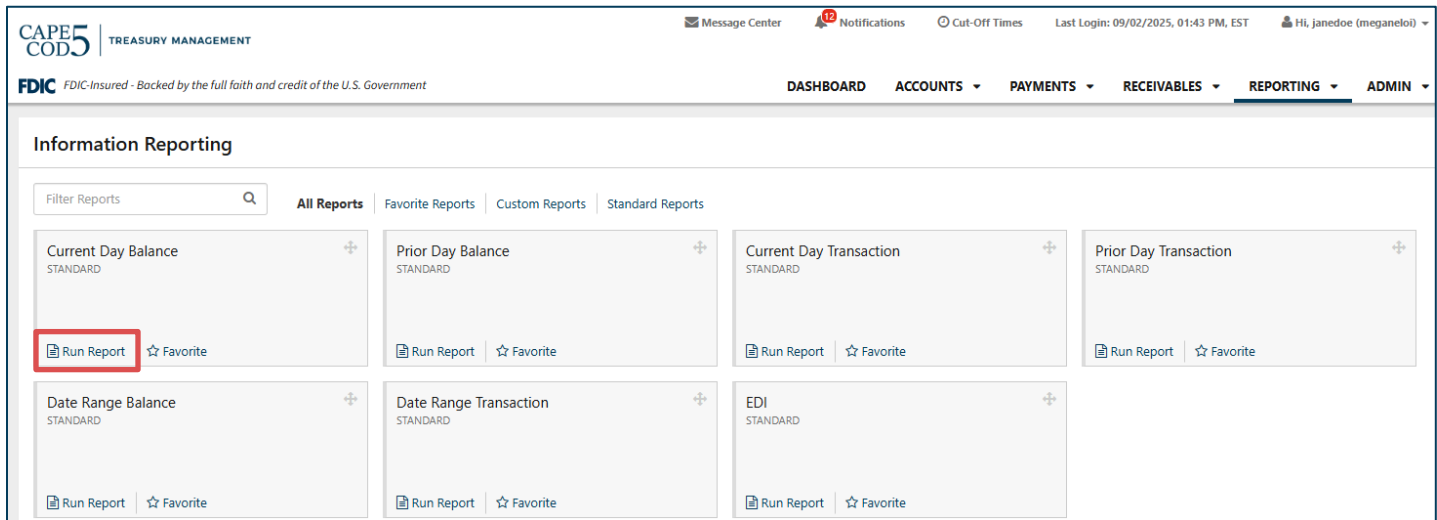 Message Center 12 Notifications Cut-Off Times Last Login: 09/02/2025, 01:43 PM, EST Hi, janedoe (meganeloi)
CAPE COD 5 TREASURY MANAGEMENT
FDIC FDIC-Insured - Backed by the full faith and credit of the U.S. Government
DASHBOARD ACCOUNTS PAYMENTS RECEIVABLES REPORTING ADMIN
Information Reporting
Filter Reports All Reports Favorite Reports Custom Reports Standard Reports
Current Day Balance Prior Day Balance Current Day Transaction Prior Day Transaction
STANDARD STANDARD STANDARD STANDARD
Run Report Favorite Run Report Favorite Run Report Favorite Run Report Favorite
Date Range Balance Date Range Transaction EDI
STANDARD STANDARD STANDARD
Run Report Favorite Run Report Favorite Run Report Favorite